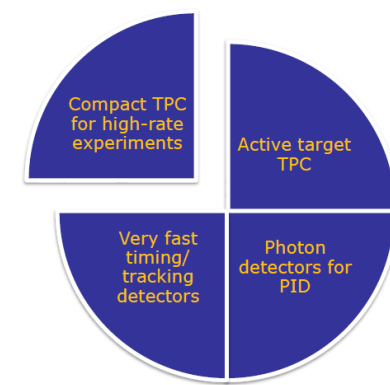 Compact TPC
for high-rate
experiments
Active target
TPC
Very fast
timing/
tracking
detectors
Photon
detectors for
PID